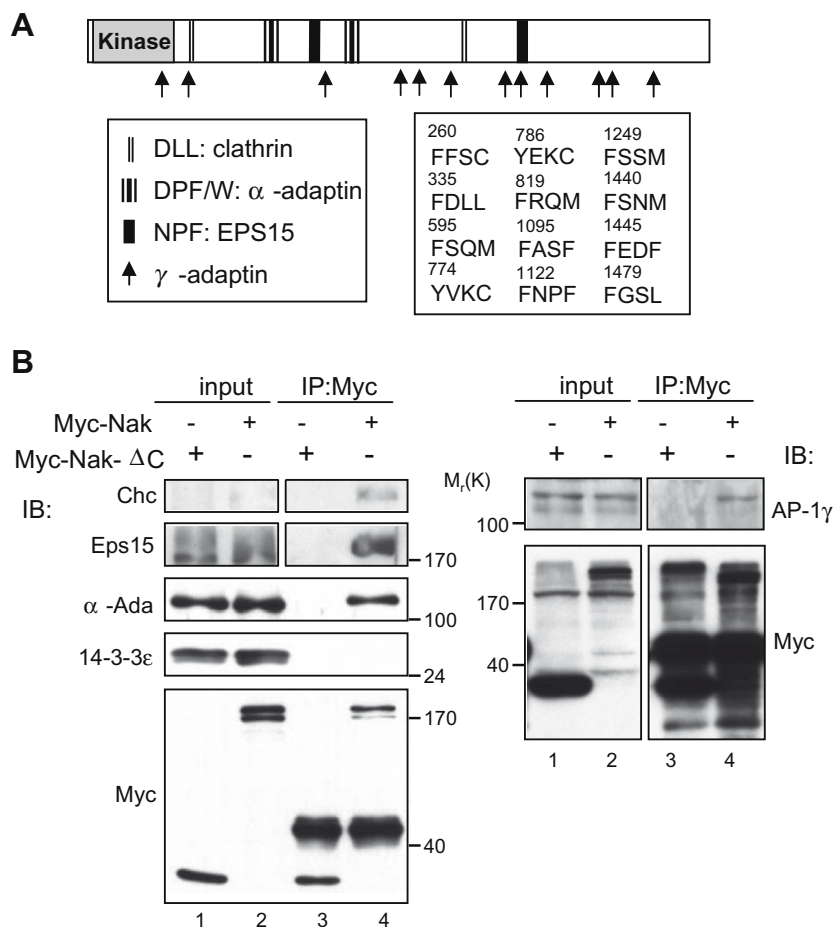 A
Kinase
DLL: clathrin
DPF/W: α -adaptin
NPF: EPS15
γ -adaptin
260 786 1249
FFSC YEKC FSSM
335 819 1440
FDLL FRQM FSNM
595 1095 1445
FSQM FASF FEDF
774 1122 1479
YVKC FNPF FGSL
B
input IP:Myc
Myc-Nak - + - +
Myc-Nak- ΔC + - + -
IB:
Chc
Eps15
170
α -Ada
100
14-3-3ε
24
Myc
170
40
1 2 3 4
input IP:Myc
- + - +
+ - + -
IB:
Mr(K)
AP-1γ
100
170
Myc
40
1 2 3 4